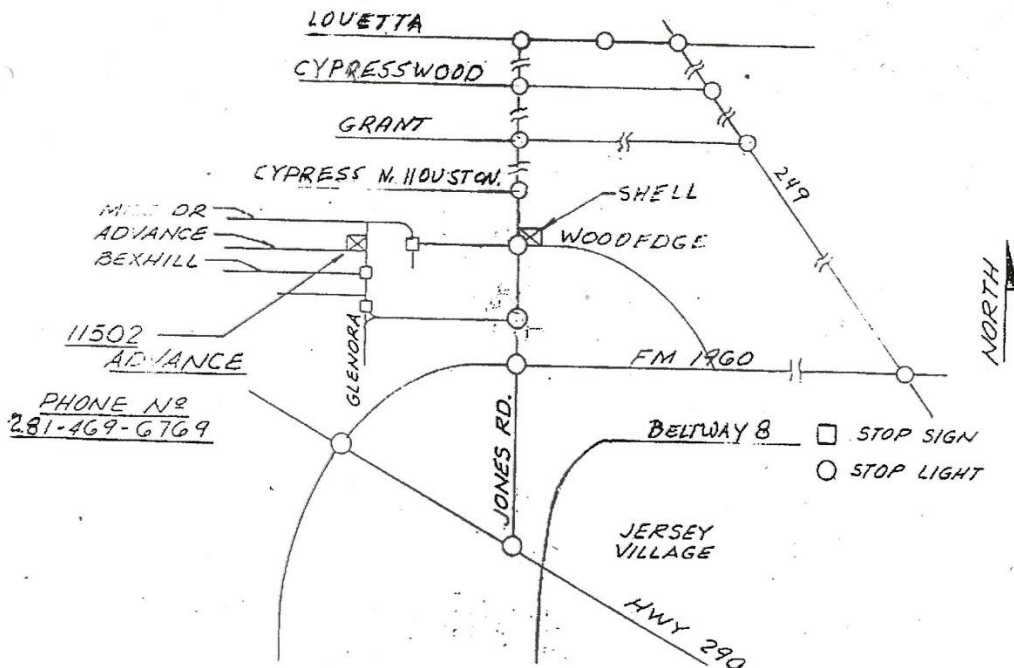 LOUETTA
CYPRESSWOOD
GRANT
CYPRESS N. HOUSTON.
SHELL
DR
ADVANCE
WOODEDGE
BEXHILL
249
NORTH
11502
ADVANCE
GLENORA
FM 1960
PHONE Nº
281-469-6769
JONES RD.
BELTWAY 8
STOP SIGN
STOP LIGHT
JERSEY
VILLAGE
HWY 290